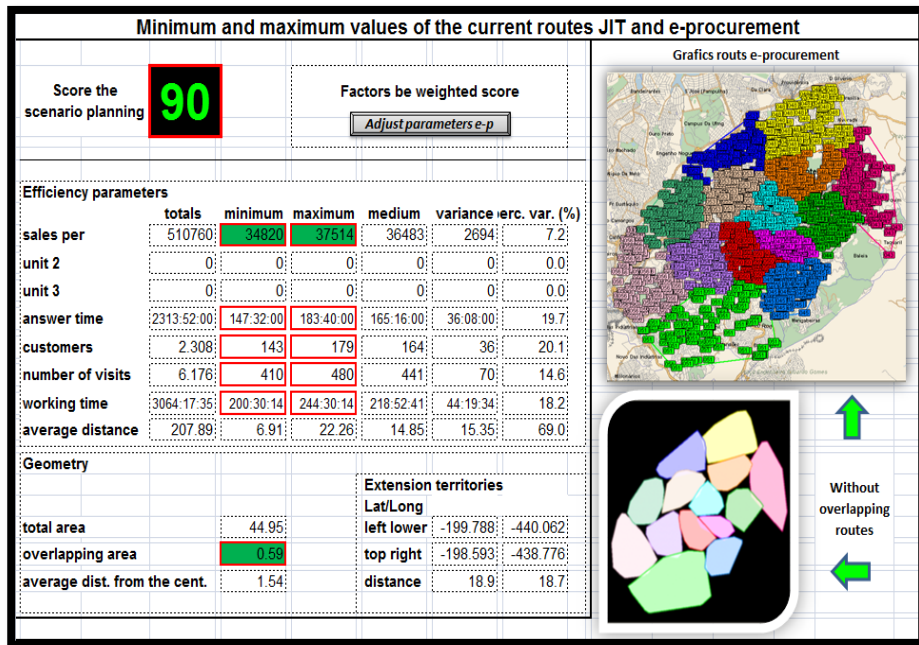 Minimum and maximum values of the current routes JIT and e-procurement
Score the
scenario planning
90
Factors be weighted score
Adjust parameters e-p
Grafics routs e-procurement
Efficiency parameters
totals minimum maximum medium variance perc. var. (%)
sales per 510760 34820 37514 36483 2694 7.2
unit 2 0 0 0 0 0 0.0
unit 3 0 0 0 0 0 0.0
answer time 2313:52:00 147:32:00 183:40:00 165:16:00 36:08:00 19.7
customers 2.308 143 179 164 36 20.1
number of visits 6.176 410 480 441 70 14.6
working time 3064:17:35 200:30:14 244:30:14 218:52:41 44:19:34 18.2
average distance 207.89 6.91 22.26 14.85 15.35 69.0
Geometry
Extension territories
Lat/Long
total area 44.95 left lower -199.788 -440.062
overlapping area 0.59 top right -198.593 -438.776
average dist. from the cent. 1.54 distance 18.9 18.7
Without
overlapping
routes